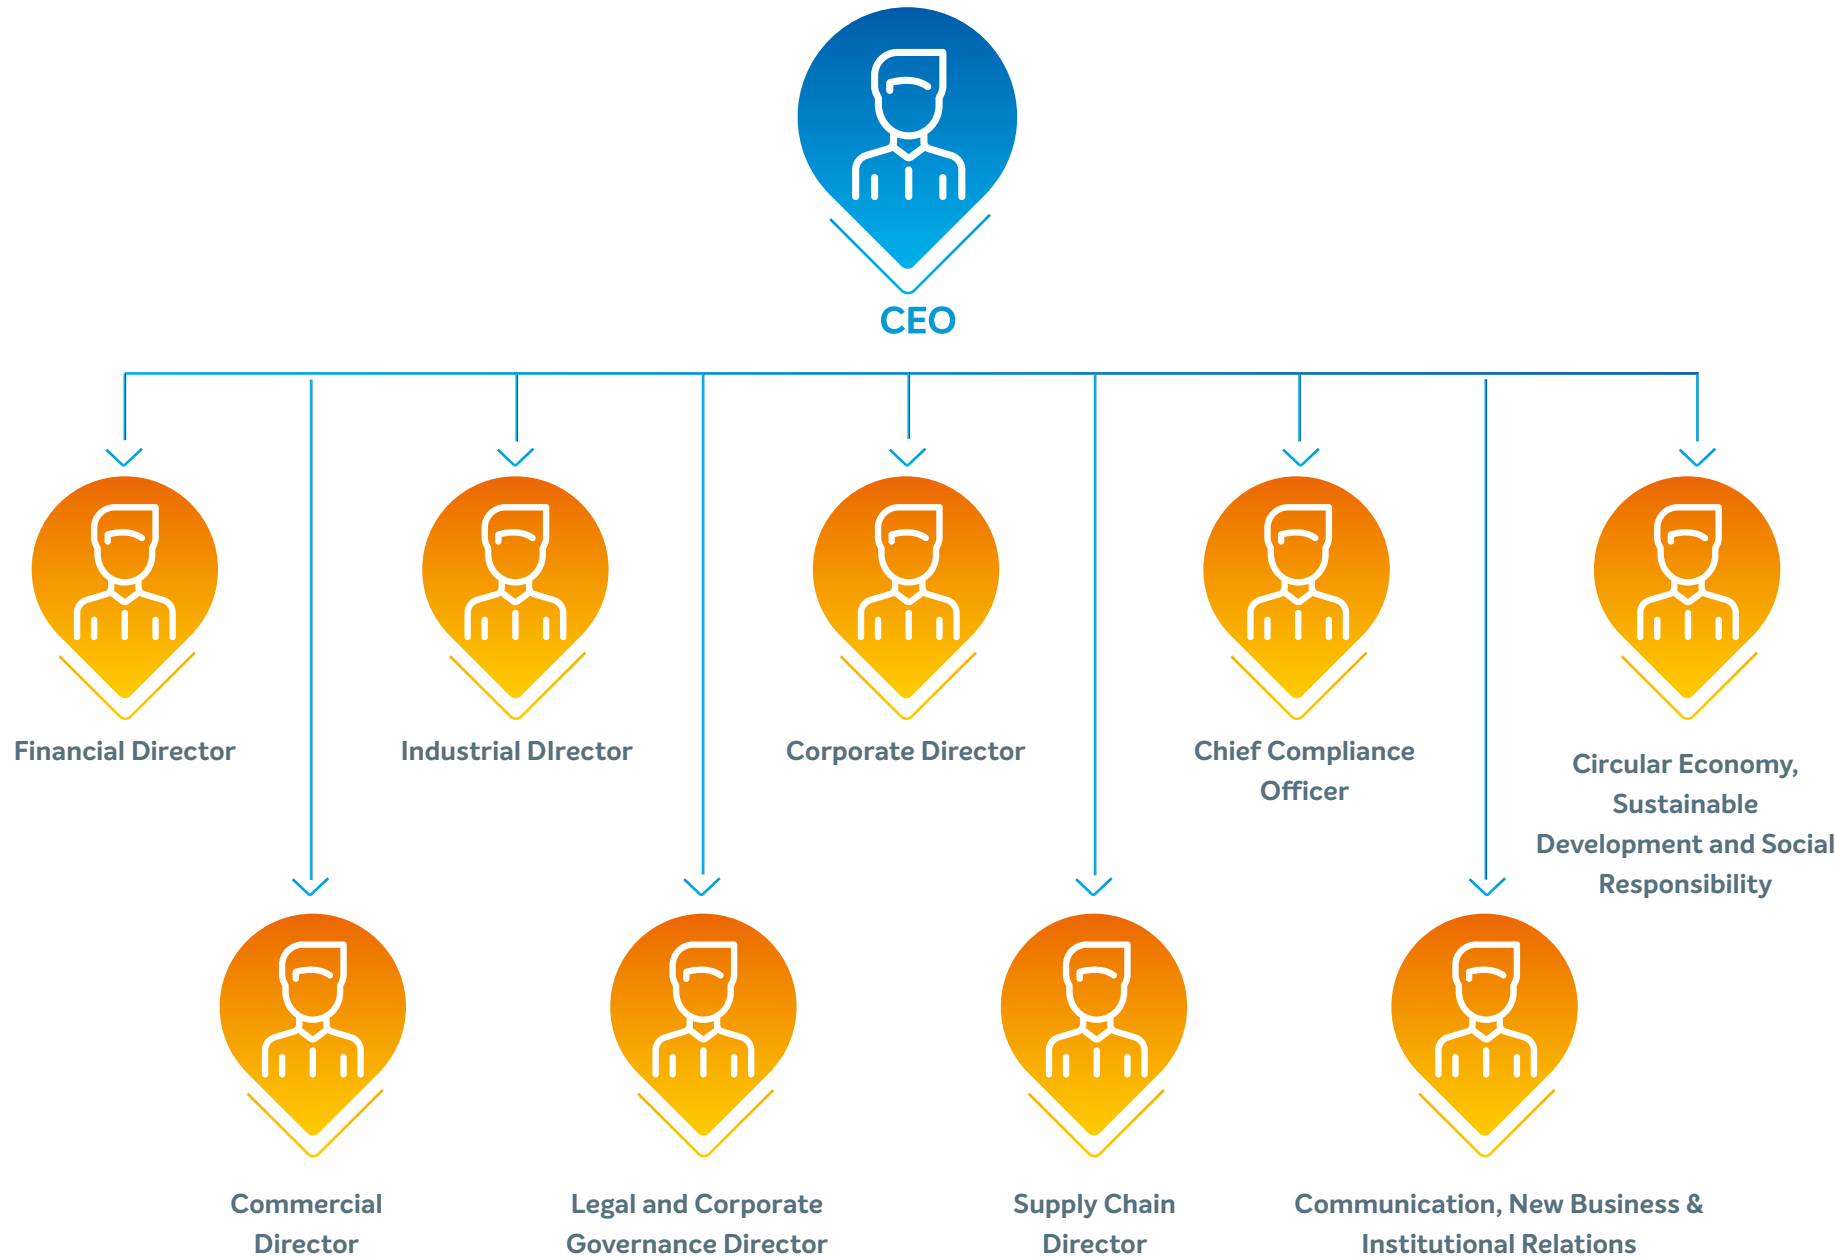 CEO
Financial Director
Industrial DIrector
Corporate Director
Chief Compliance
Officer
Circular Economy,
Sustainable
Development and Social
Responsibility
Commercial
Director
Legal and Corporate
Governance Director
Supply Chain
Director
Communication, New Business &
Institutional Relations